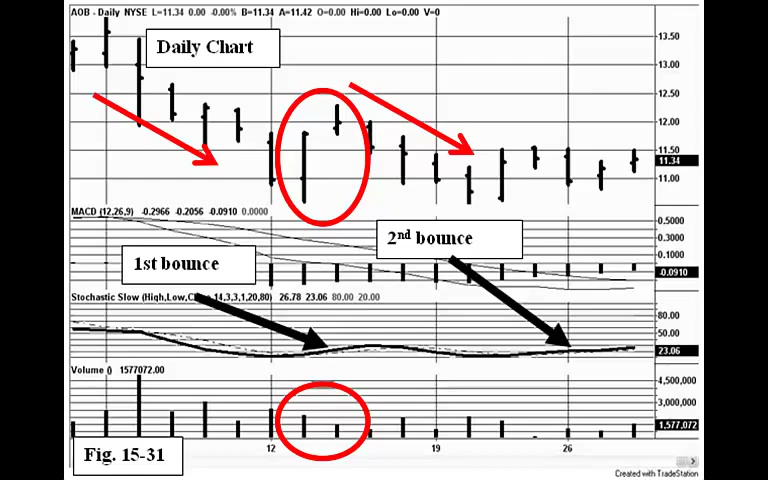 AOB - Daily NYSE L=11.34 0.00 -0.00% B=11.34 A=11.42 O=0.00 Hi=0.00 Lo=0.00 V=0
Daily Chart
13.50
13.00
12.50
12.00
11.50
11.34
11.00
MACD (12,26,9) -0.2966 -0.2056 -0.0910 0.0000
0.5000
0.3000
0.1000
-0.0910
2nd bounce
1st bounce
Stochastic Slow (High,Low,C 14,3,3,1,20,80) 26.78 23.06 80.00 20.00
80.00
50.00
23.06
Volume () 1577072.00
4,500,000
3,000,000
1,577,072
12 19 26
Fig. 15-31
Created with TradeStation